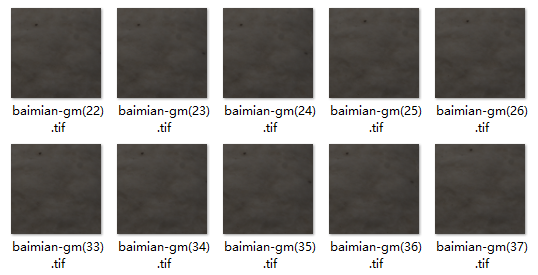 baimian-gm(22)
.tif
baimian-gm(23)
.tif
baimian-gm(24)
.tif
baimian-gm(25)
.tif
baimian-gm(26)
.tif
baimian-gm(33)
.tif
baimian-gm(34)
.tif
baimian-gm(35)
.tif
baimian-gm(36)
.tif
baimian-gm(37)
.tif